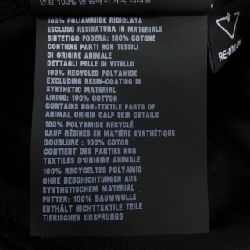 100% POLIAMMIDE RICICLATA
ESCLUSO RESINATURA IN MATERIALE
SINTETICO FODERA: 100% COTONE
CONTIENE PARTI NON TESSILI
DI ORIGINE ANIMALE
DETTAGLI PELLE DI VITELLO
100% RECYCLED POLYAMIDE
EXCLUDING RESIN-COATING IN
SYNTHETIC MATERIAL
LINING: 100% COTTON
CONTAINS NON-TEXTILE PARTS OF
ANIMAL ORIGIN CALF SKIN DETAILS
100% POLYAMIDE RECYCLÉ
SAUF RÉSINES EN MATIÈRE SYNTHÉTIQUE
DOUBLURE : 100% COTON
CONTIENT DES PARTIES NON
TEXTILES D'ORIGINE ANIMALE
100% RECYCELTES POLYAMID
OHNE BESCHICHTUNGEN AUS
SYNTHETISCHEM MATERIAL
FUTTER: 100% BAUMWOLLE
ENTHÄLT NICHTTEXTILE TEILE
TIERISCHEN URSPRUNGS
RE-NYLON